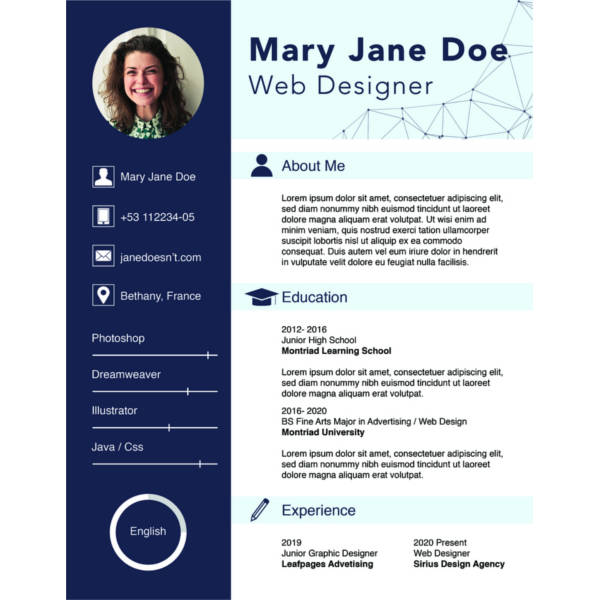 Mary Jane Doe
Web Designer
Mary Jane Doe
+53 112234-05
janedoesn't.com
Bethany, France
Photoshop
Dreamweaver
Illustrator
Java / Css
English
About Me
Lorem ipsum dolor sit amet, consectetuer adipiscing elit,
sed diam nonummy nibh euismod tincidunt ut laoreet
dolore magna aliquam erat volutpat. Ut wisi enim ad
minim veniam, quis nostrud exerci tation ullamcorper
suscipit lobortis nisl ut aliquip ex ea commodo
consequat. Duis autem vel eum iriure dolor in hendrerit
in vulputate velit dolore eu feugiat nulla facilisis.
Education
2012- 2016
Junior High School
Montriad Learning School
Lorem ipsum dolor sit amet, consectetuer adipiscing elit,
sed diam nonummy nibh euismod tincidunt ut laoreet
dolore magna aliquam erat volutpat.
2016- 2020
BS Fine Arts Major in Advertising / Web Design
Montriad University
Lorem ipsum dolor sit amet, consectetuer adipiscing elit,
sed diam nonummy nibh euismod tincidunt ut laoreet
dolore magna aliquam erat volutpat.
Experience
2019
Junior Graphic Designer
Leafpages Advetising
2020 Present
Web Designer
Sirius Design Agency